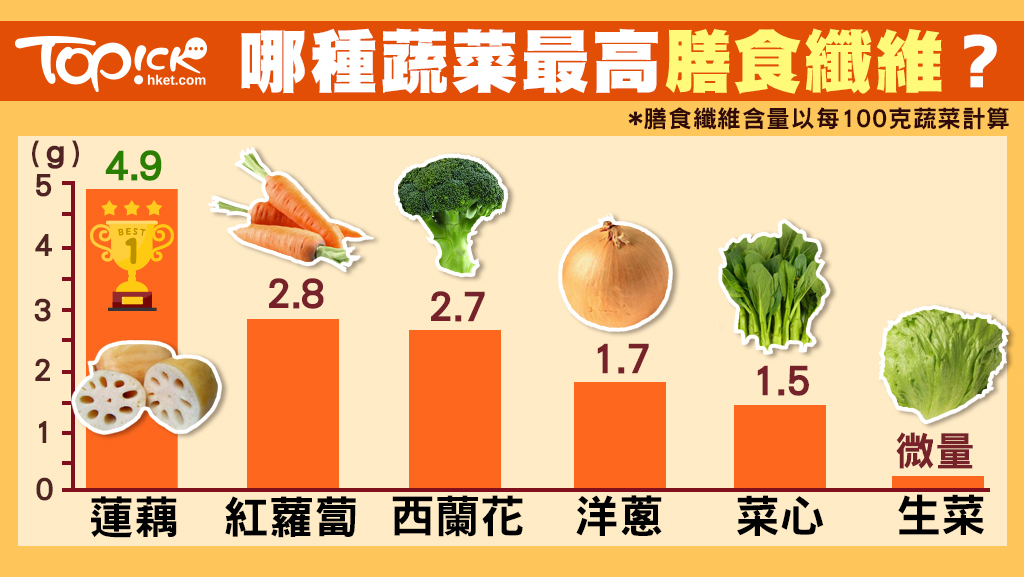 TOPick
hket.com
哪種蔬菜最高膳食纖維？
*膳食纖維含量以每100克蔬菜計算
(g)
5
4
3
2
1
0
4.9
BEST
1
2.8
2.7
1.7
1.5
微量
蓮藕 紅蘿蔔 西蘭花 洋蔥 菜心 生菜